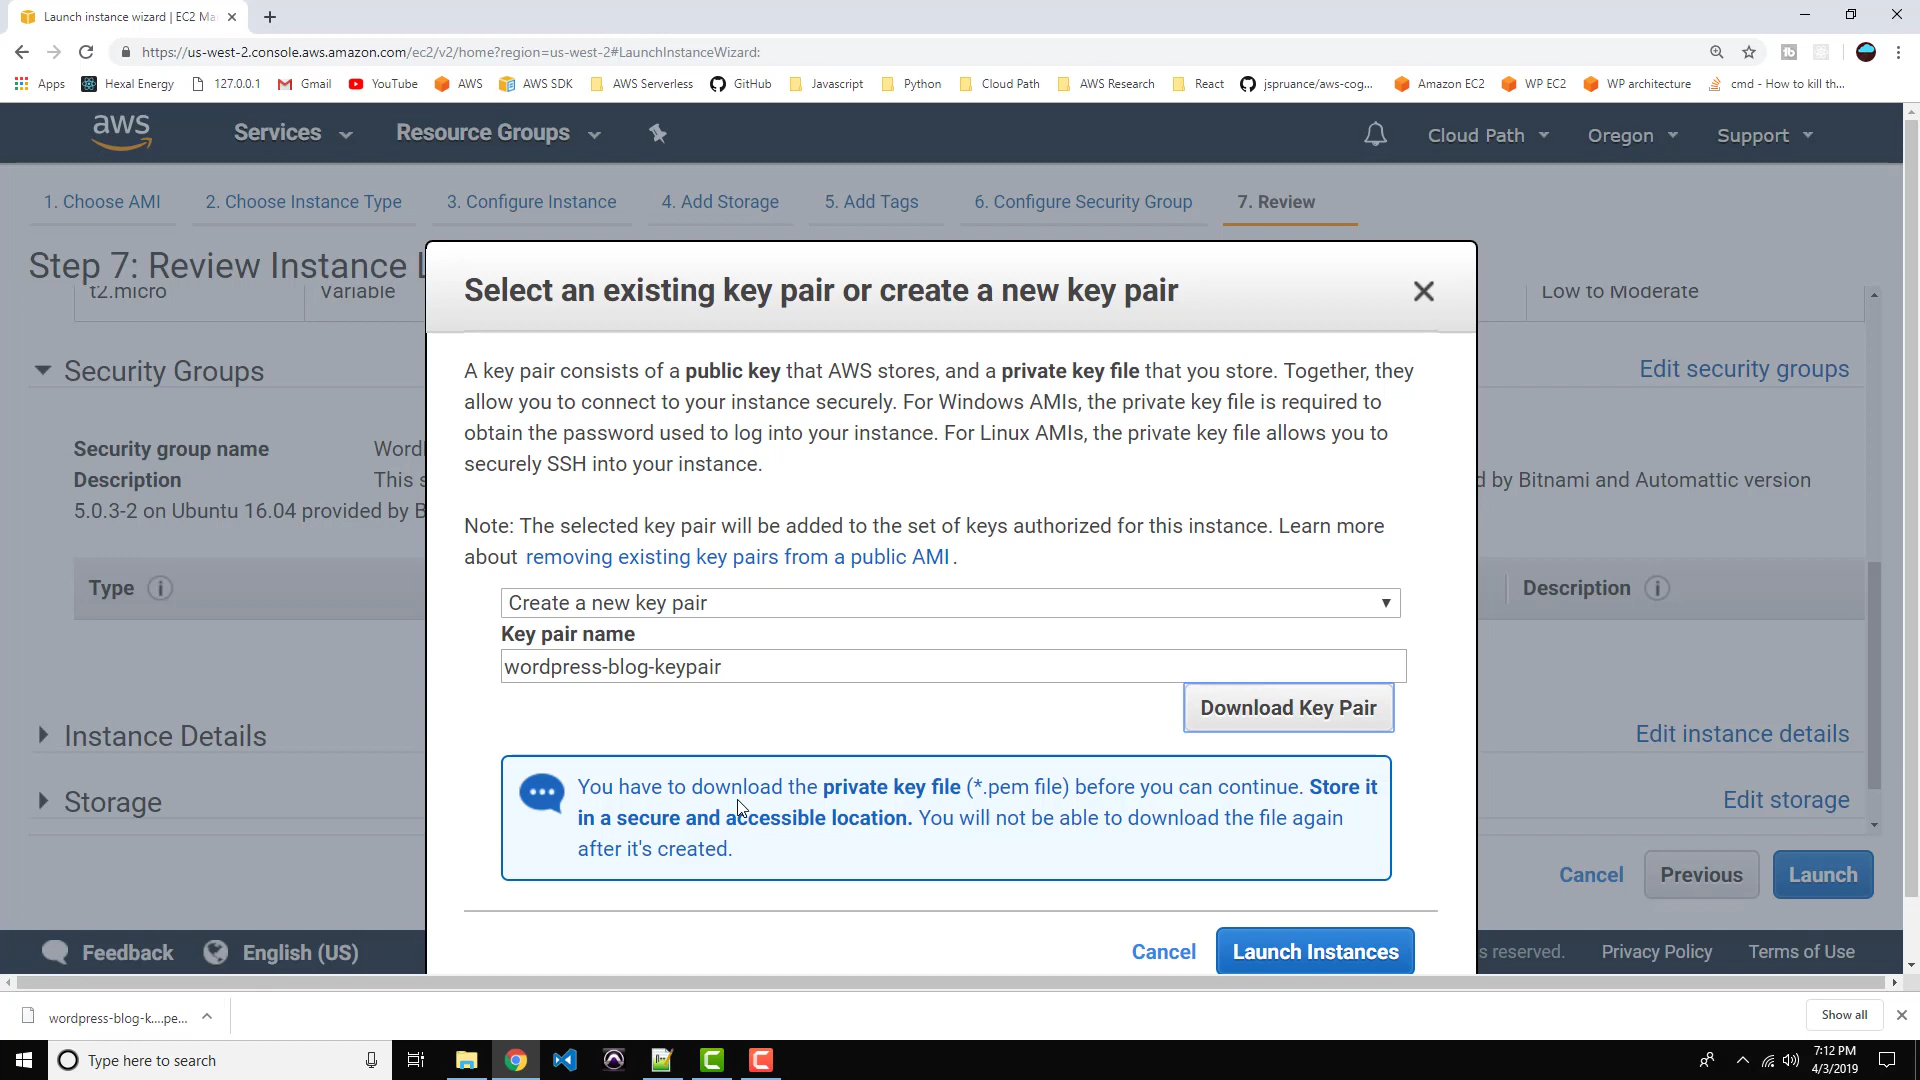 Launch instance wizard | EC2 Ma
https://us-west-2.console.aws.amazon.com/ec2/v2/home?region=us-west-2#LaunchInstanceWizard:
Apps Hexal Energy 127.0.0.1 Gmail YouTube AWS AWS SDK AWS Serverless GitHub Javascript Python Cloud Path AWS Research React jspruance/aws-cog... Amazon EC2 WP EC2 WP architecture cmd - How to kill th...
aws Services Resource Groups Cloud Path Oregon Support
1. Choose AMI 2. Choose Instance Type 3. Configure Instance 4. Add Storage 5. Add Tags 6. Configure Security Group 7. Review
Step 7: Review Instance L
t2.micro Variable Low to Moderate
Security Groups Edit security groups
Security group name Word
Description This s d by Bitnami and Automattic version
5.0.3-2 on Ubuntu 16.04 provided by B
Type Description
Instance Details Edit instance details
Storage Edit storage
Cancel Previous Launch
Select an existing key pair or create a new key pair
A key pair consists of a public key that AWS stores, and a private key file that you store. Together, they
allow you to connect to your instance securely. For Windows AMIs, the private key file is required to
obtain the password used to log into your instance. For Linux AMIs, the private key file allows you to
securely SSH into your instance.
Note: The selected key pair will be added to the set of keys authorized for this instance. Learn more
about removing existing key pairs from a public AMI.
Create a new key pair
Key pair name
wordpress-blog-keypair
Download Key Pair
You have to download the private key file (*.pem file) before you can continue. Store it
in a secure and accessible location. You will not be able to download the file again
after it's created.
Cancel Launch Instances
Feedback English (US) s reserved. Privacy Policy Terms of Use
wordpress-blog-k....pe... Show all
Type here to search
7:12 PM
4/3/2019